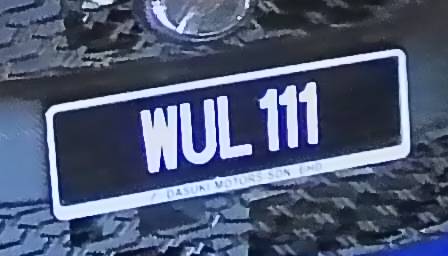 WUL 111
DASUKI MOTORS SDN. BHD.